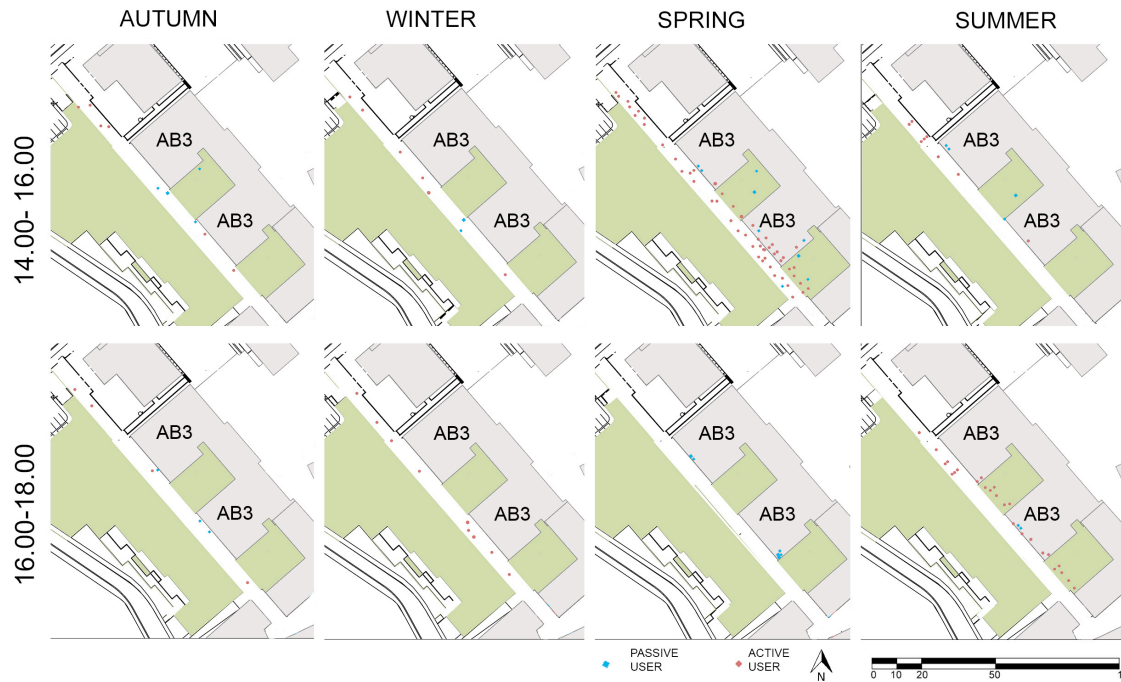 AUTUMN WINTER SPRING SUMMER
14.00- 16.00
AB3 AB3 AB3 AB3
AB3 AB3 AB3 AB3
16.00-18.00
AB3 AB3 AB3 AB3
AB3 AB3 AB3 AB3
PASSIVE USER
ACTIVE USER
N
0 10 20 50 1